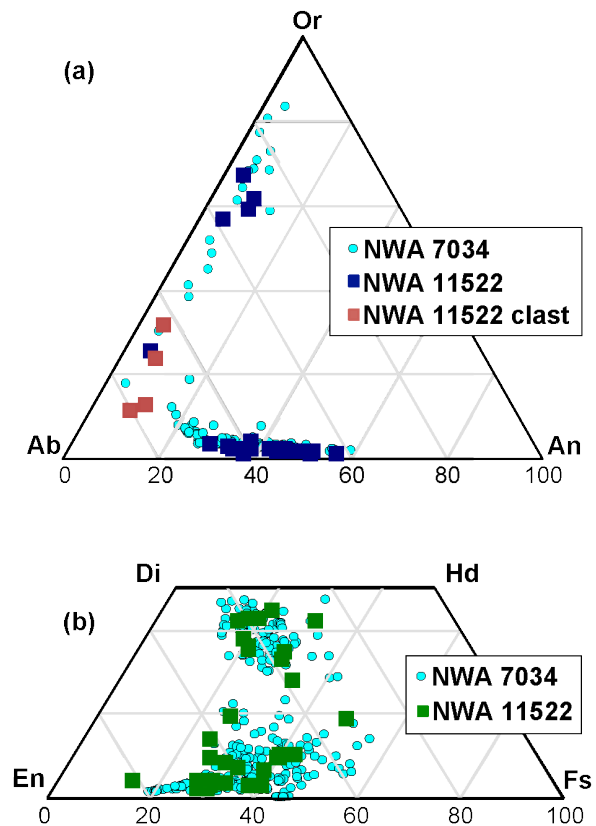 Or
(a)
NWA 7034
NWA 11522
NWA 11522 clast
Ab An
0 20 40 60 80 100
Di Hd
(b)
NWA 7034
NWA 11522
En Fs
0 20 40 60 80 100